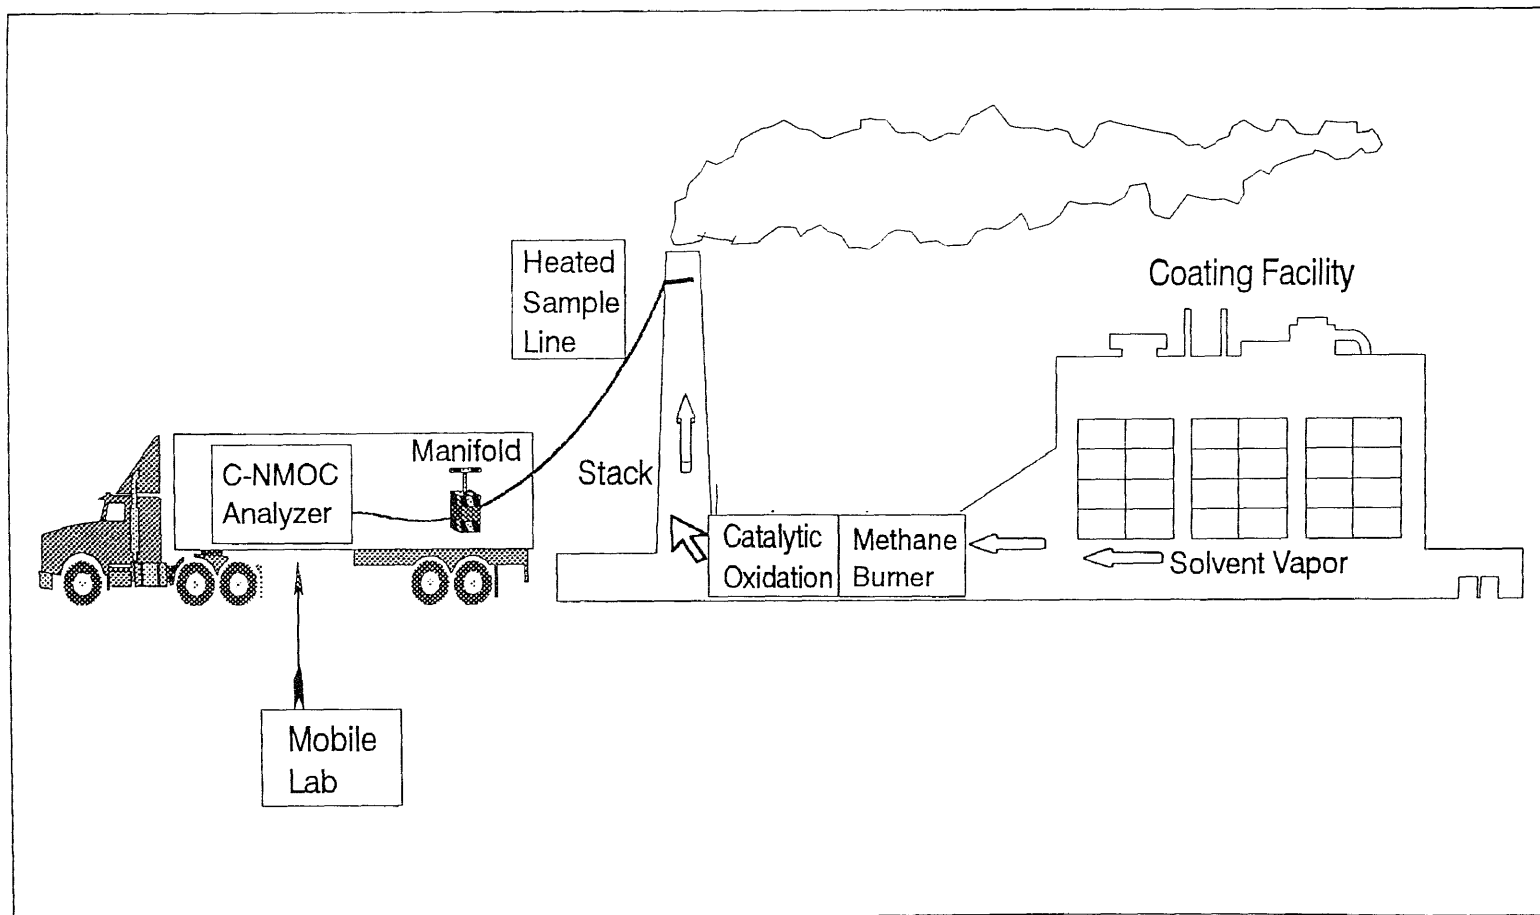 Heated
Sample
Line
Coating Facility
Manifold
C-NMOC
Analyzer
Stack
Catalytic
Oxidation
Methane
Burner
Solvent Vapor
Mobile
Lab